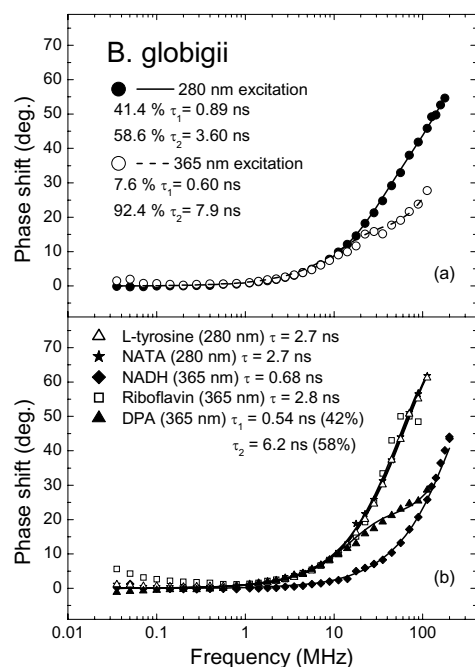 B. globigii
280 nm excitation
41.4 % τ1= 0.89 ns
58.6 % τ2= 3.60 ns
365 nm excitation
7.6 % τ1= 0.60 ns
92.4 % τ2= 7.9 ns
Phase shift (deg.)
70
60
50
40
30
20
10
0
(a)
L-tyrosine (280 nm) τ = 2.7 ns
NATA (280 nm) τ = 2.7 ns
NADH (365 nm) τ = 0.68 ns
Riboflavin (365 nm) τ = 2.8 ns
DPA (365 nm) τ1 = 0.54 ns (42%)
τ2 = 6.2 ns (58%)
Phase shift (deg.)
70
60
50
40
30
20
10
0
(b)
0.01 0.1 1 10 100
Frequency (MHz)